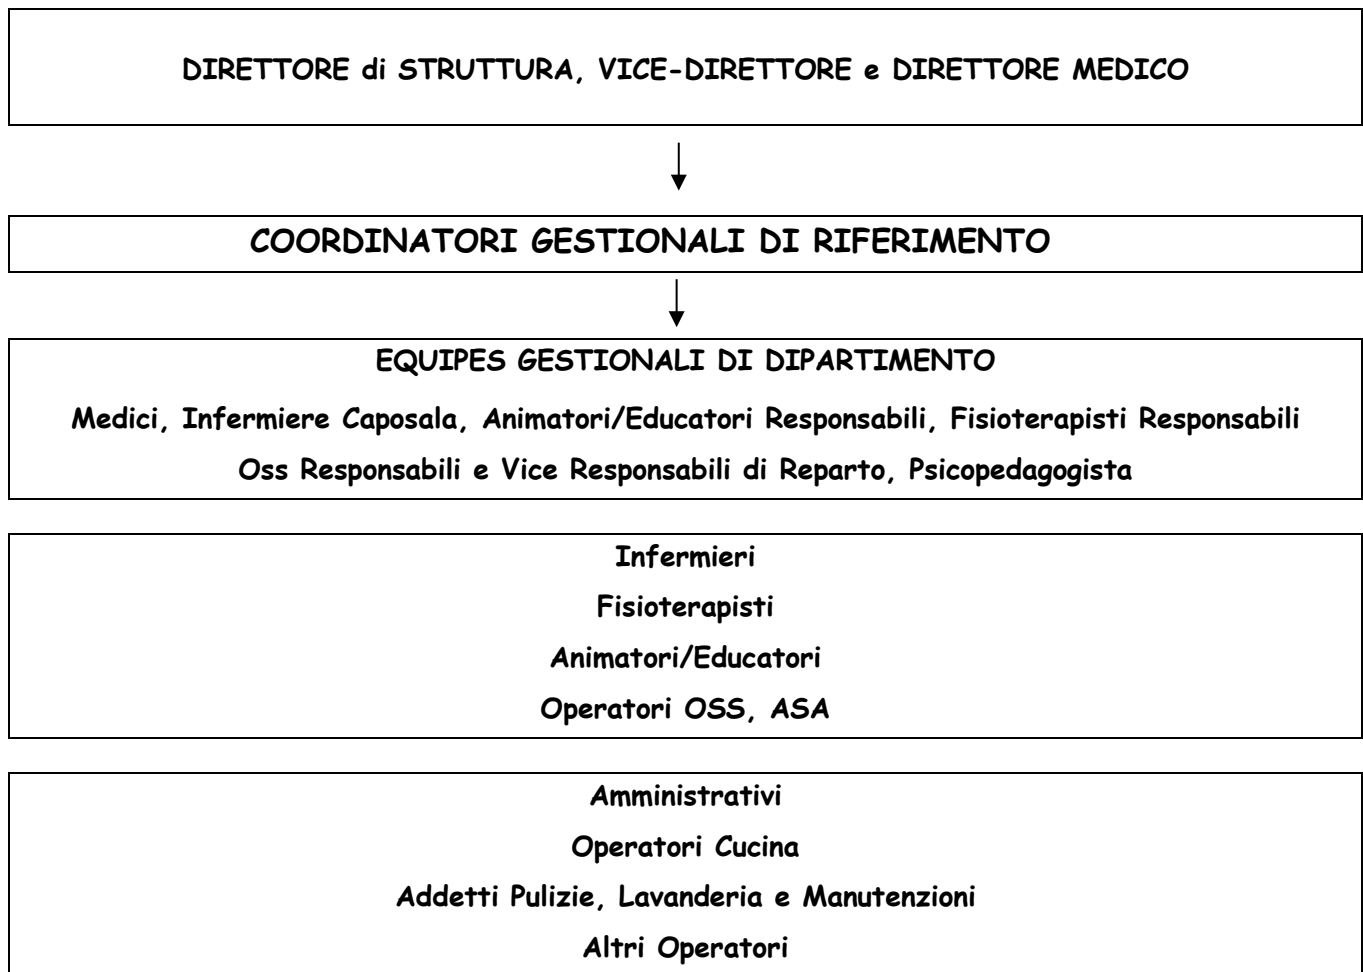 DIRETTORE di STRUTTURA, VICE-DIRETTORE e DIRETTORE MEDICO
COORDINATORI GESTIONALI DI RIFERIMENTO
EQUIPES GESTIONALI DI DIPARTIMENTO
Medici, Infermiere Caposala, Animatori/Educatori Responsabili, Fisioterapisti Responsabili
Oss Responsabili e Vice Responsabili di Reparto, Psicopedagogista
Infermieri
Fisioterapisti
Animatori/Educatori
Operatori OSS, ASA
Amministrativi
Operatori Cucina
Addetti Pulizie, Lavanderia e Manutenzioni
Altri Operatori